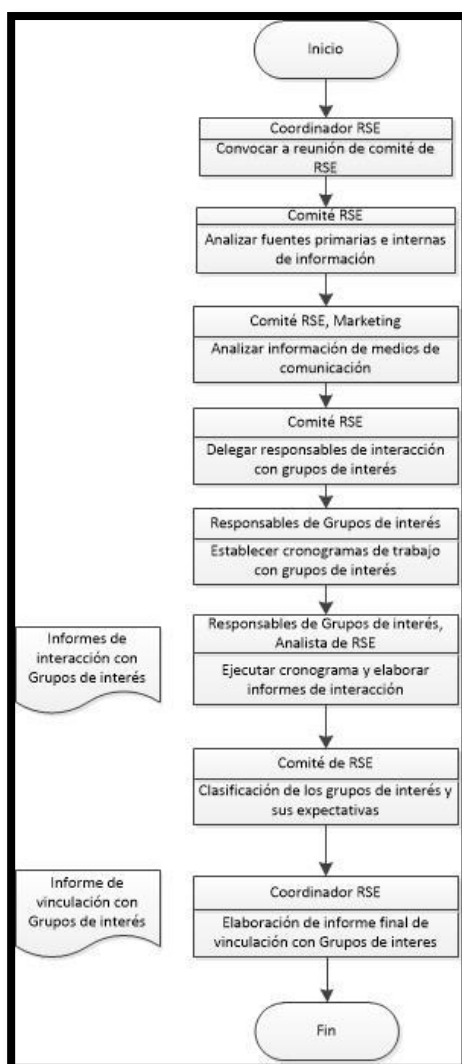 Inicio
Coordinador RSE
Convocar a reunión de comité de
RSE
Comité RSE
Analizar fuentes primarias e internas
de información
Comité RSE, Marketing
Analizar información de medios de
comunicación
Comité RSE
Delegar responsables de interacción
con grupos de interés
Responsables de Grupos de interés
Establecer cronogramas de trabajo
con grupos de interés
Informes de
interacción con
Grupos de interés
Responsables de Grupos de interés,
Analista de RSE
Ejecutar cronograma y elaborar
informes de interacción
Comité de RSE
Clasificación de los grupos de interés y
sus expectativas
Informe de
vinculación con
Grupos de interés
Coordinador RSE
Elaboración de informe final de
vinculación con Grupos de interes
Fin